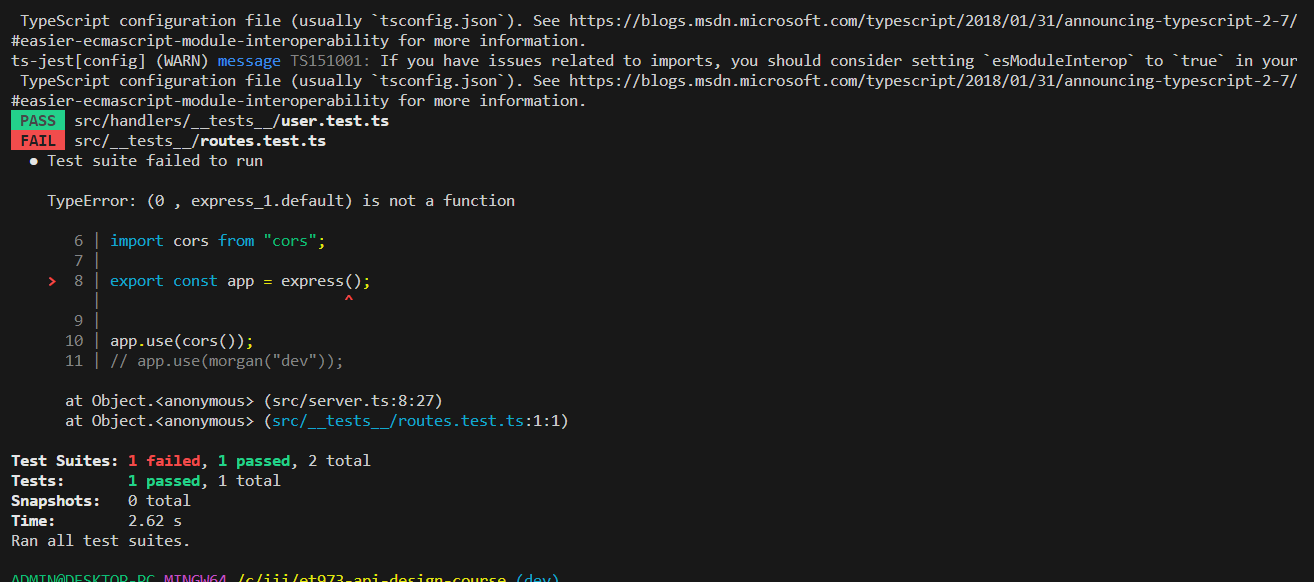 TypeScript configuration file (usually `tsconfig.json`). See https://blogs.msdn.microsoft.com/typescript/2018/01/31/announcing-typescript-2-7/
#easier-ecmascript-module-interoperability for more information.
ts-jest[config] (WARN) message TS151001: If you have issues related to imports, you should consider setting `esModuleInterop` to `true` in your
TypeScript configuration file (usually `tsconfig.json`). See https://blogs.msdn.microsoft.com/typescript/2018/01/31/announcing-typescript-2-7/
#easier-ecmascript-module-interoperability for more information.
PASS src/handlers/__tests__/user.test.ts
FAIL src/__tests__/routes.test.ts
● Test suite failed to run
TypeError: (0 , express_1.default) is not a function
6 | import cors from "cors";
7 |
> 8 | export const app = express();
| ^
9 |
10 | app.use(cors());
11 | // app.use(morgan("dev"));
at Object.<anonymous> (src/server.ts:8:27)
at Object.<anonymous> (src/__tests__/routes.test.ts:1:1)
Test Suites: 1 failed, 1 passed, 2 total
Tests: 1 passed, 1 total
Snapshots: 0 total
Time: 2.62 s
Ran all test suites.
ADMIN@DESKTOP-PC MINGW64 /c/iii/et973-api-design-course (dev)